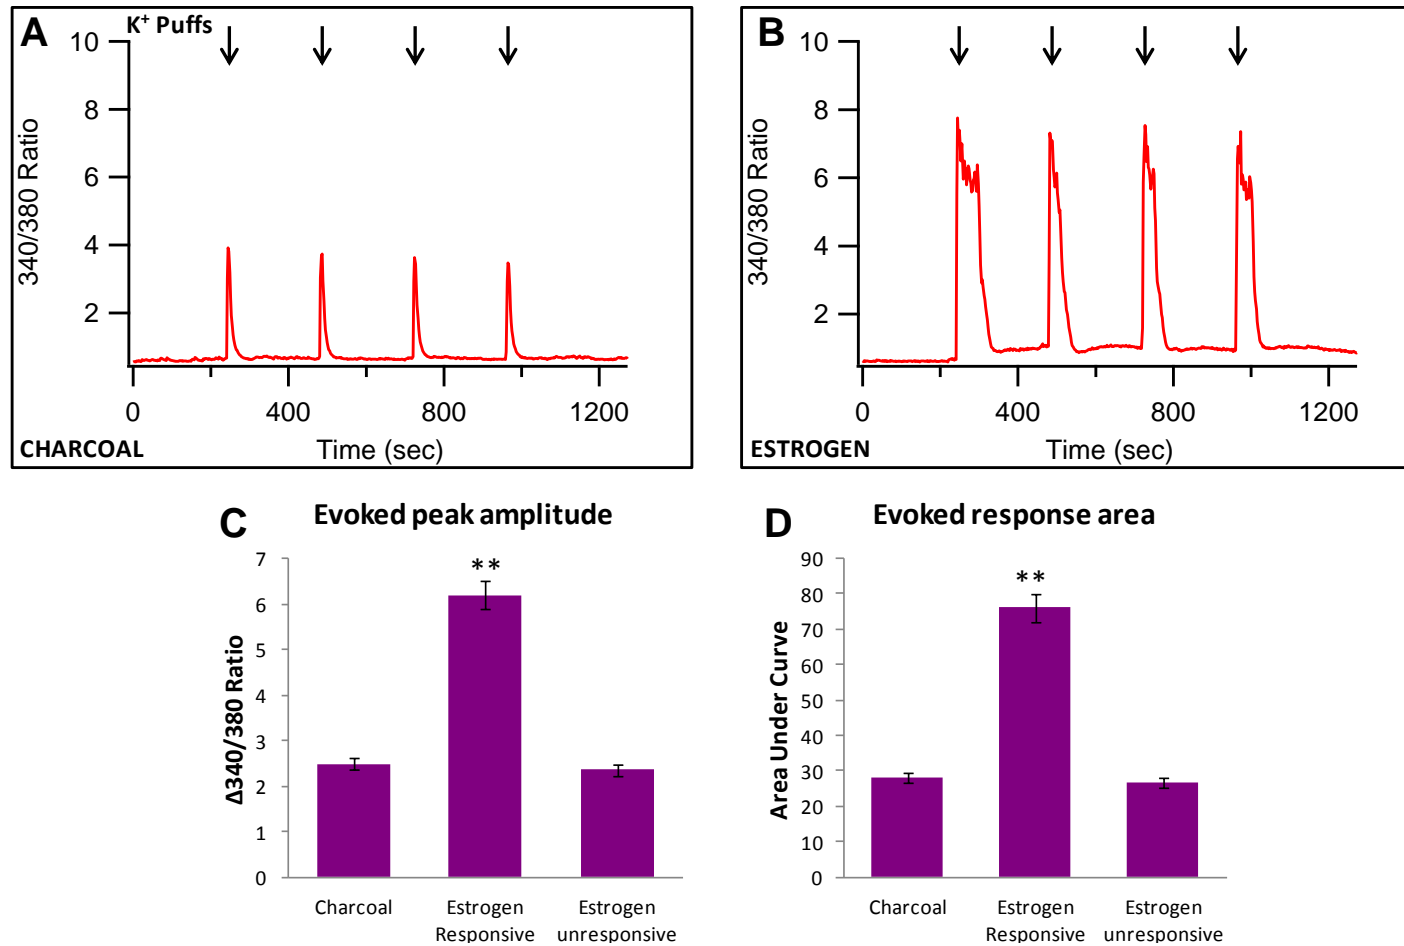 A
K+ Puffs
10
8
6
4
2
340/380 Ratio
0
400
800
1200
Time (sec)
CHARCOAL
B
10
8
6
4
2
340/380 Ratio
0
400
800
1200
Time (sec)
ESTROGEN
C
Evoked peak amplitude
7
6
5
4
3
2
1
0
Δ340/380 Ratio
**
Charcoal
Estrogen
Responsive
Estrogen
unresponsive
D
Evoked response area
90
80
70
60
50
40
30
20
10
0
Area Under Curve
**
Charcoal
Estrogen
Responsive
Estrogen
unresponsive